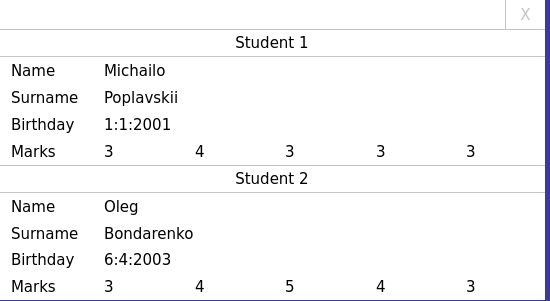 X
Student 1
Name Michailo
Surname Poplavskii
Birthday 1:1:2001
Marks 3 4 3 3 3
Student 2
Name Oleg
Surname Bondarenko
Birthday 6:4:2003
Marks 3 4 5 4 3